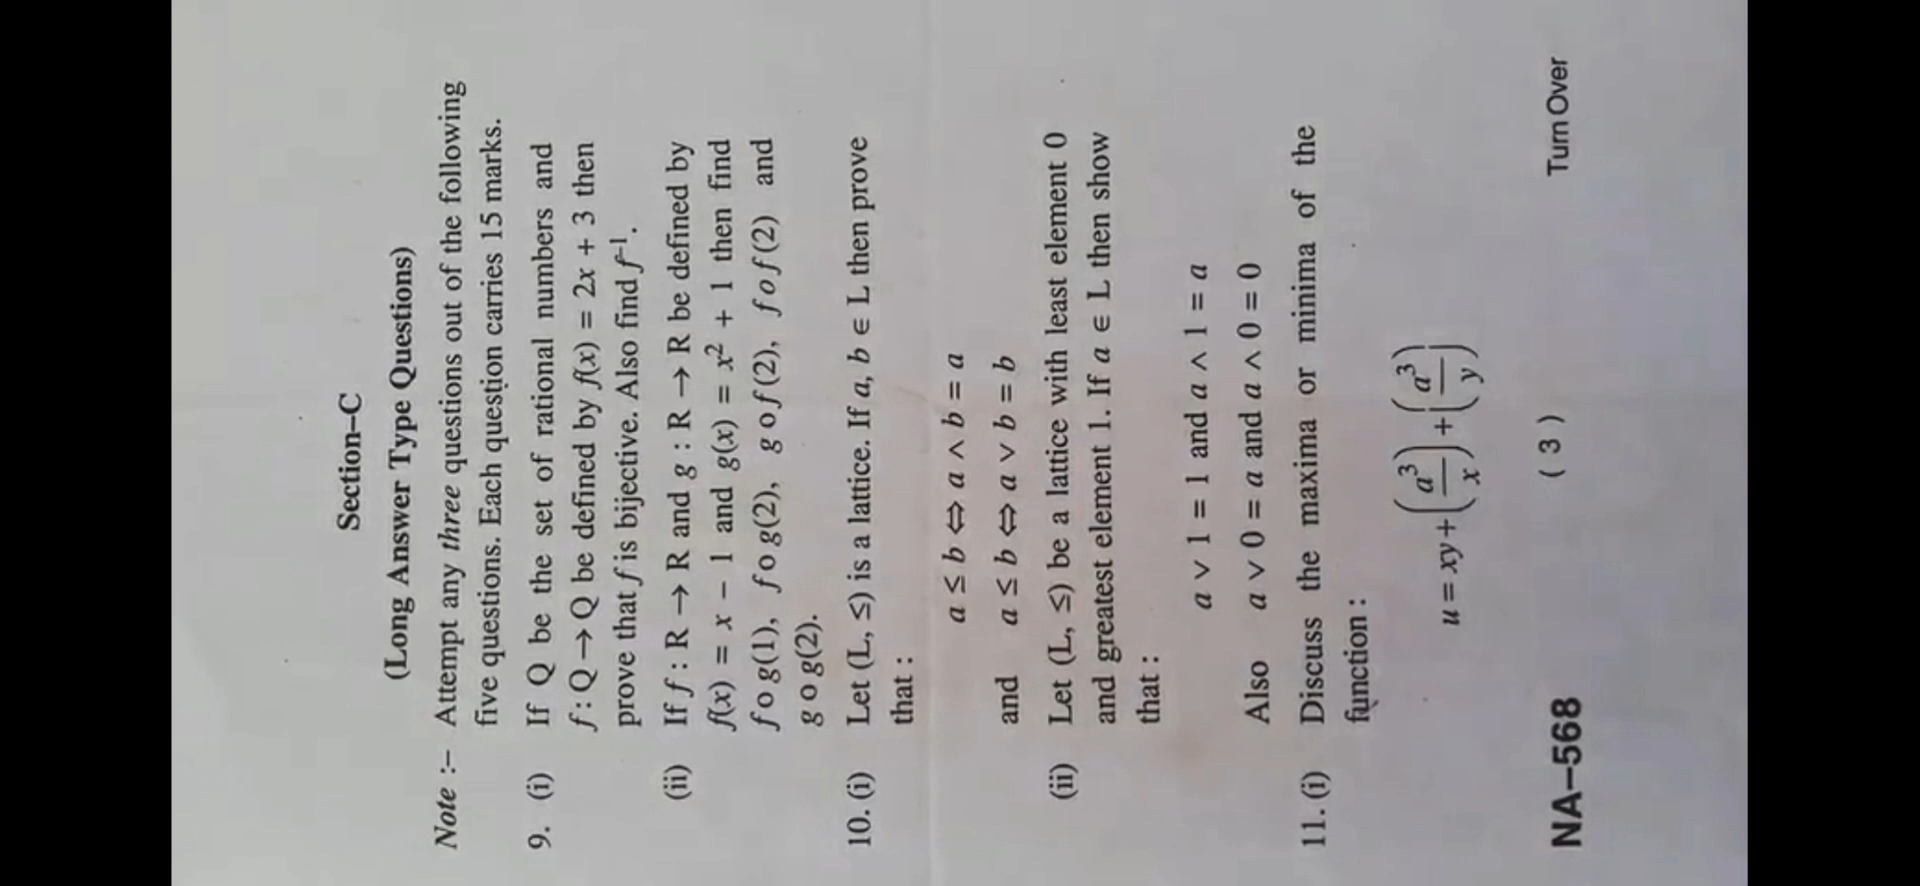 Section–C
(Long Answer Type Questions)
Note :– Attempt any three questions out of the following
five questions. Each question carries 15 marks.
9. (i) If Q be the set of rational numbers and
f : Q → Q be defined by f(x) = 2x + 3 then
prove that f is bijective. Also find f⁻¹.
(ii) If f : R → R and g : R → R be defined by
f(x) = x – 1 and g(x) = x² + 1 then find
f o g(1), f o g(2), g o f(2), f o f(2) and
g o g(2).
10. (i) Let (L, ≤) is a lattice. If a, b ∈ L then prove
that :
a ≤ b ⇔ a ∧ b = a
and a ≤ b ⇔ a ∨ b = b
(ii) Let (L, ≤) be a lattice with least element 0
and greatest element 1. If a ∈ L then show
that :
a ∨ 1 = 1 and a ∧ 1 = a
Also a ∨ 0 = a and a ∧ 0 = 0
11. (i) Discuss the maxima or minima of the
function :
u = xy + (a³/x) + (a³/y)
NA–568 ( 3 ) Turn Over